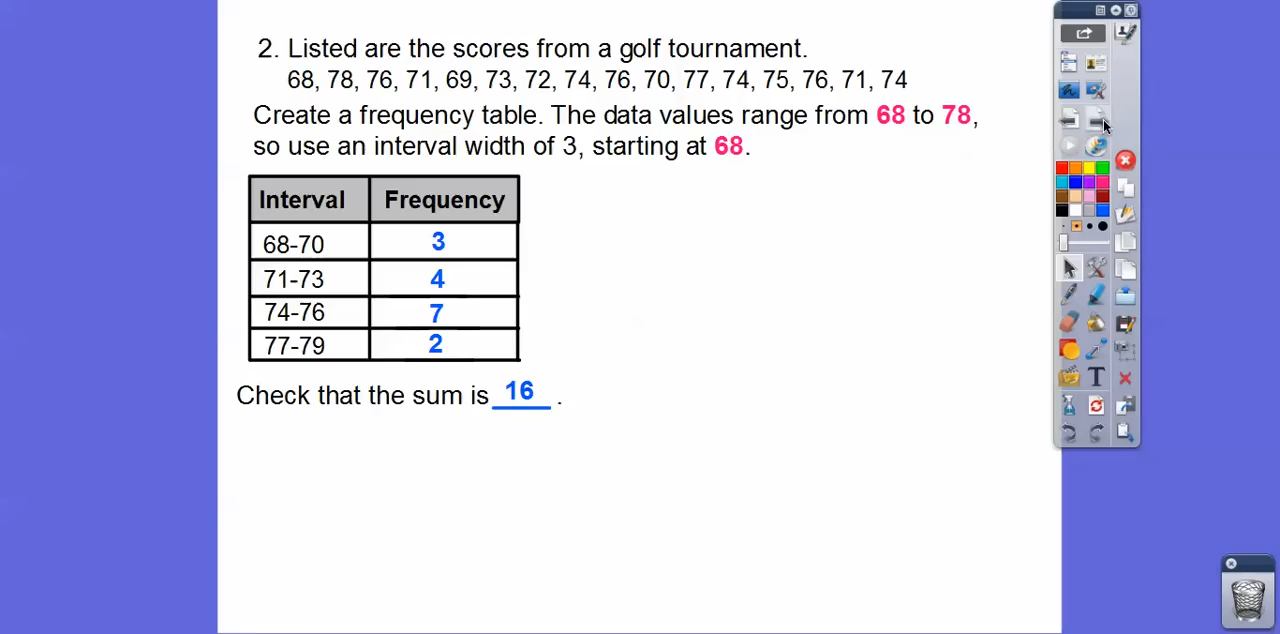 2. Listed are the scores from a golf tournament.
68, 78, 76, 71, 69, 73, 72, 74, 76, 70, 77, 74, 75, 76, 71, 74
Create a frequency table. The data values range from 68 to 78,
so use an interval width of 3, starting at 68.
Interval Frequency
68-70 3
71-73 4
74-76 7
77-79 2
Check that the sum is 16 .
T